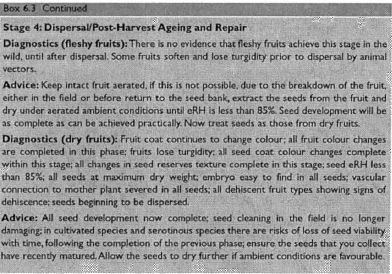 Box 6.3 Continued
Stage 4: Dispersal/Post-Harvest Ageing and Repair
Diagnostics (fleshy fruits): There is no evidence that fleshy fruits achieve this stage in the
wild, until after dispersal. Some fruits soften and lose turgidity prior to dispersal by animal
vectors.
Advice: Keep intact fruit aerated, if this is not possible, due to the breakdown of the fruit,
either in the field or before return to the seed bank, extract the seeds from the fruit and
dry under aerated ambient conditions until eRH is less than 85%. Seed development will be
as complete as can be achieved practically. Now treat seeds as those from dry fruits.
Diagnostics (dry fruits): Fruit coat continues to change colour; all fruit colour changes
are completed in this phase; fruits lose turgidity; all seed coat colour changes complete
within this stage; all changes in seed reserves texture complete in this stage; seed eRH less
than 85%; all seeds at maximum dry weight; embryo easy to find in all seeds; vascular
connection to mother plant severed in all seeds; all dehiscent fruit types showing signs of
dehiscence; seeds beginning to be dispersed.
Advice: All seed development now complete; seed cleaning in the field is no longer
damaging; in cultivated species and serotinous species there are risks of loss of seed viability
with time, following the completion of the previous phase; ensure the seeds that you collect
have recently matured. Allow the seeds to dry further if ambient conditions are favourable.